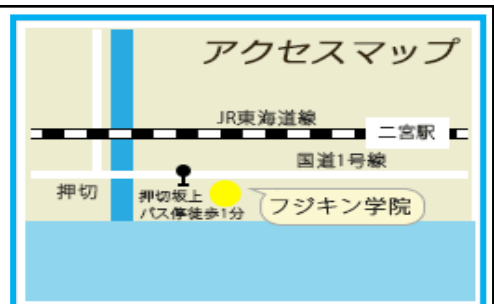 アクセスマップ
JR東海道線
二宮駅
国道1号線
押切
押切坂上
バス停徒歩1分
フジキン学院